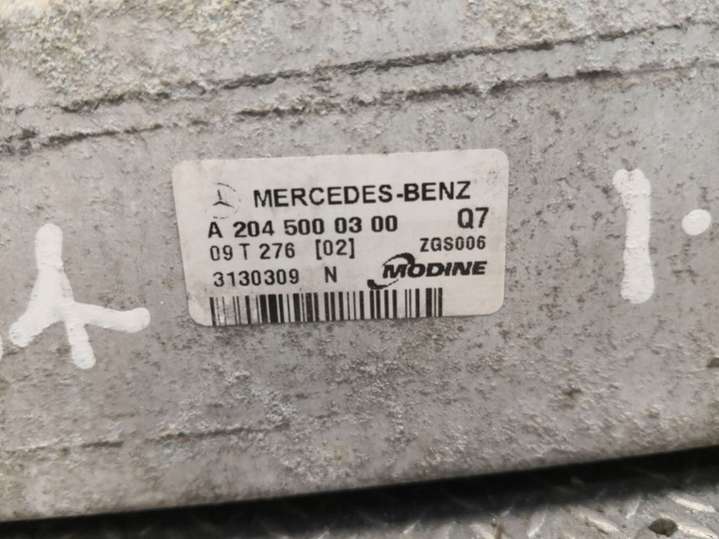 MERCEDES-BENZ
A 204 500 03 00 Q7
09 T 276 [02] ZGS006
3130309 N MODINE